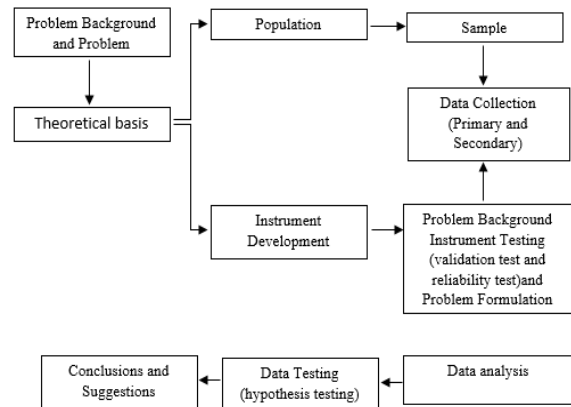 Problem Background
and Problem
Population
Sample
Theoretical basis
Data Collection
(Primary and
Secondary)
Instrument
Development
Problem Background
Instrument Testing
(validation test and
reliability test)and
Problem Formulation
Conclusions and
Suggestions
Data Testing
(hypothesis testing)
Data analysis